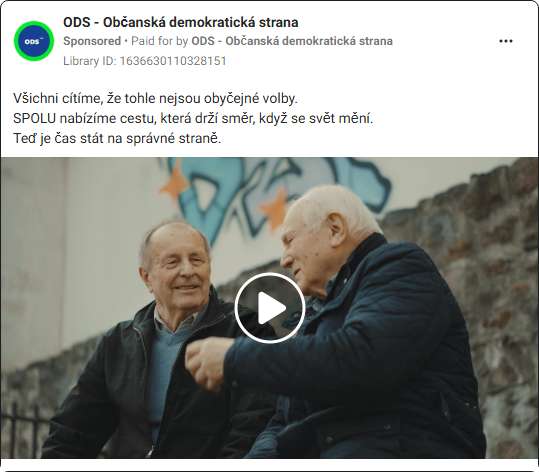 ODS - Občanská demokratická strana
ODS
Sponsored • Paid for by ODS - Občanská demokratická strana
Library ID: 1636630110328151
Všichni cítíme, že tohle nejsou obyčejné volby.
SPOLU nabízíme cestu, která drží směr, když se svět mění.
Teď je čas stát na správné straně.